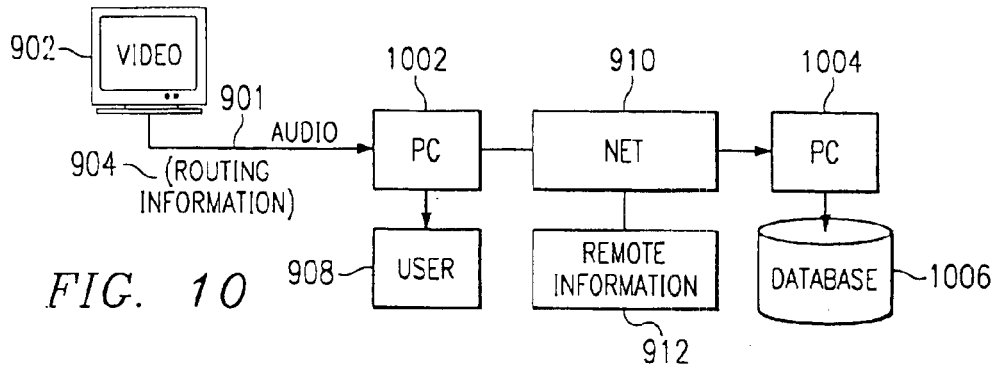 902
VIDEO
901
AUDIO
904
(ROUTING
INFORMATION)
1002
PC
910
NET
1004
PC
908
USER
REMOTE
INFORMATION
912
DATABASE
1006
FIG. 10